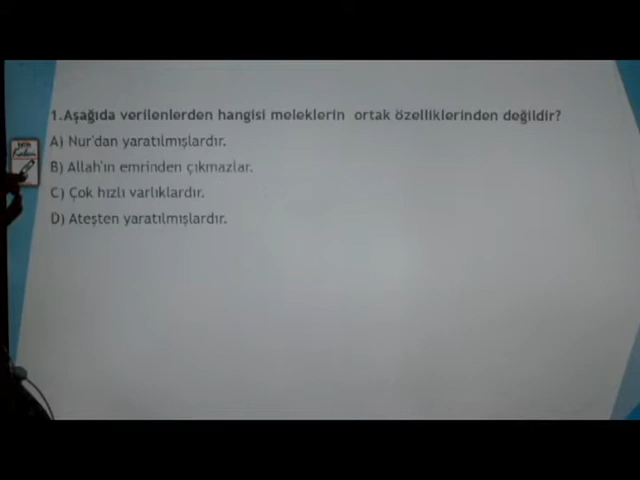 1.Aşağıda verilenlerden hangisi meleklerin ortak özelliklerinden değildir?
A) Nur'dan yaratılmışlardır.
B) Allah'ın emrinden çıkmazlar.
C) Çok hızlı varlıklardır.
D) Ateşten yaratılmışlardır.